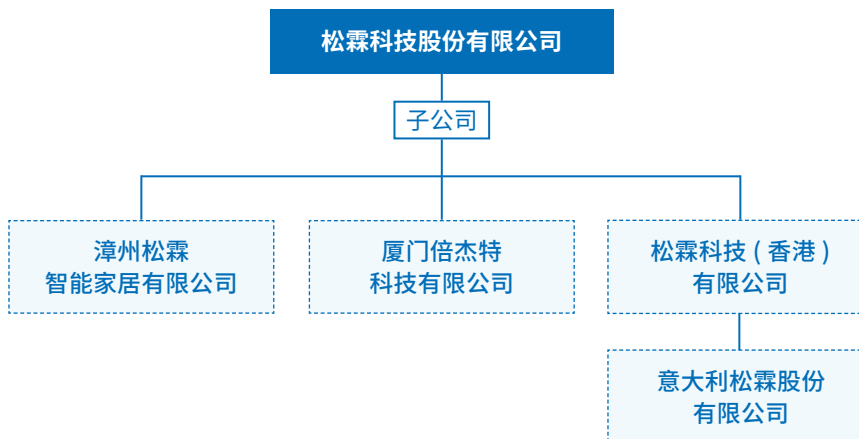 松霖科技股份有限公司
子公司
漳州松霖
智能家居有限公司
厦门倍杰特
科技有限公司
松霖科技 ( 香港 )
有限公司
意大利松霖股份
有限公司